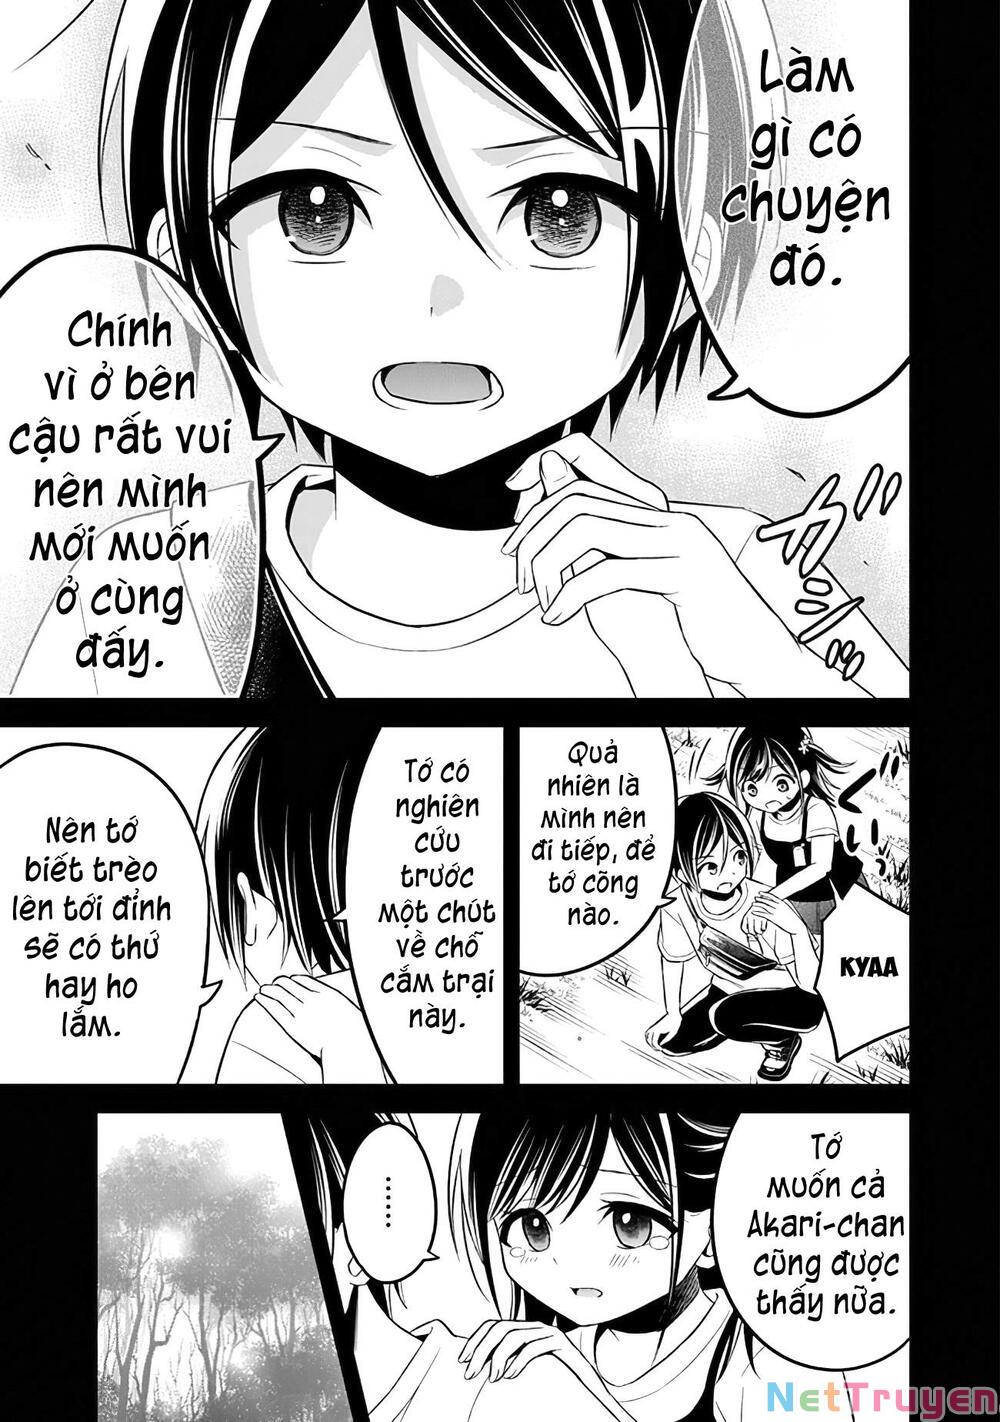 Làm
gì có
chuyện
đó.
Chính
vì ở bên
cậu rất vui
nên mình
mới muốn
ở cùng
đấy.
ガシッ
Quả
nhiên là
mình nên
đi tiếp, để
tớ cõng
nào.
KYAA
Tớ có
nghiên
cứu
trước
một chút
về chỗ
cắm trại
này.
Nên tớ
biết trèo
lên tới đỉnh
sẽ có thứ
hay ho
lắm.
Tớ
muốn cả
Akari-chan
cũng được
thấy nữa.
......
NetTruyen